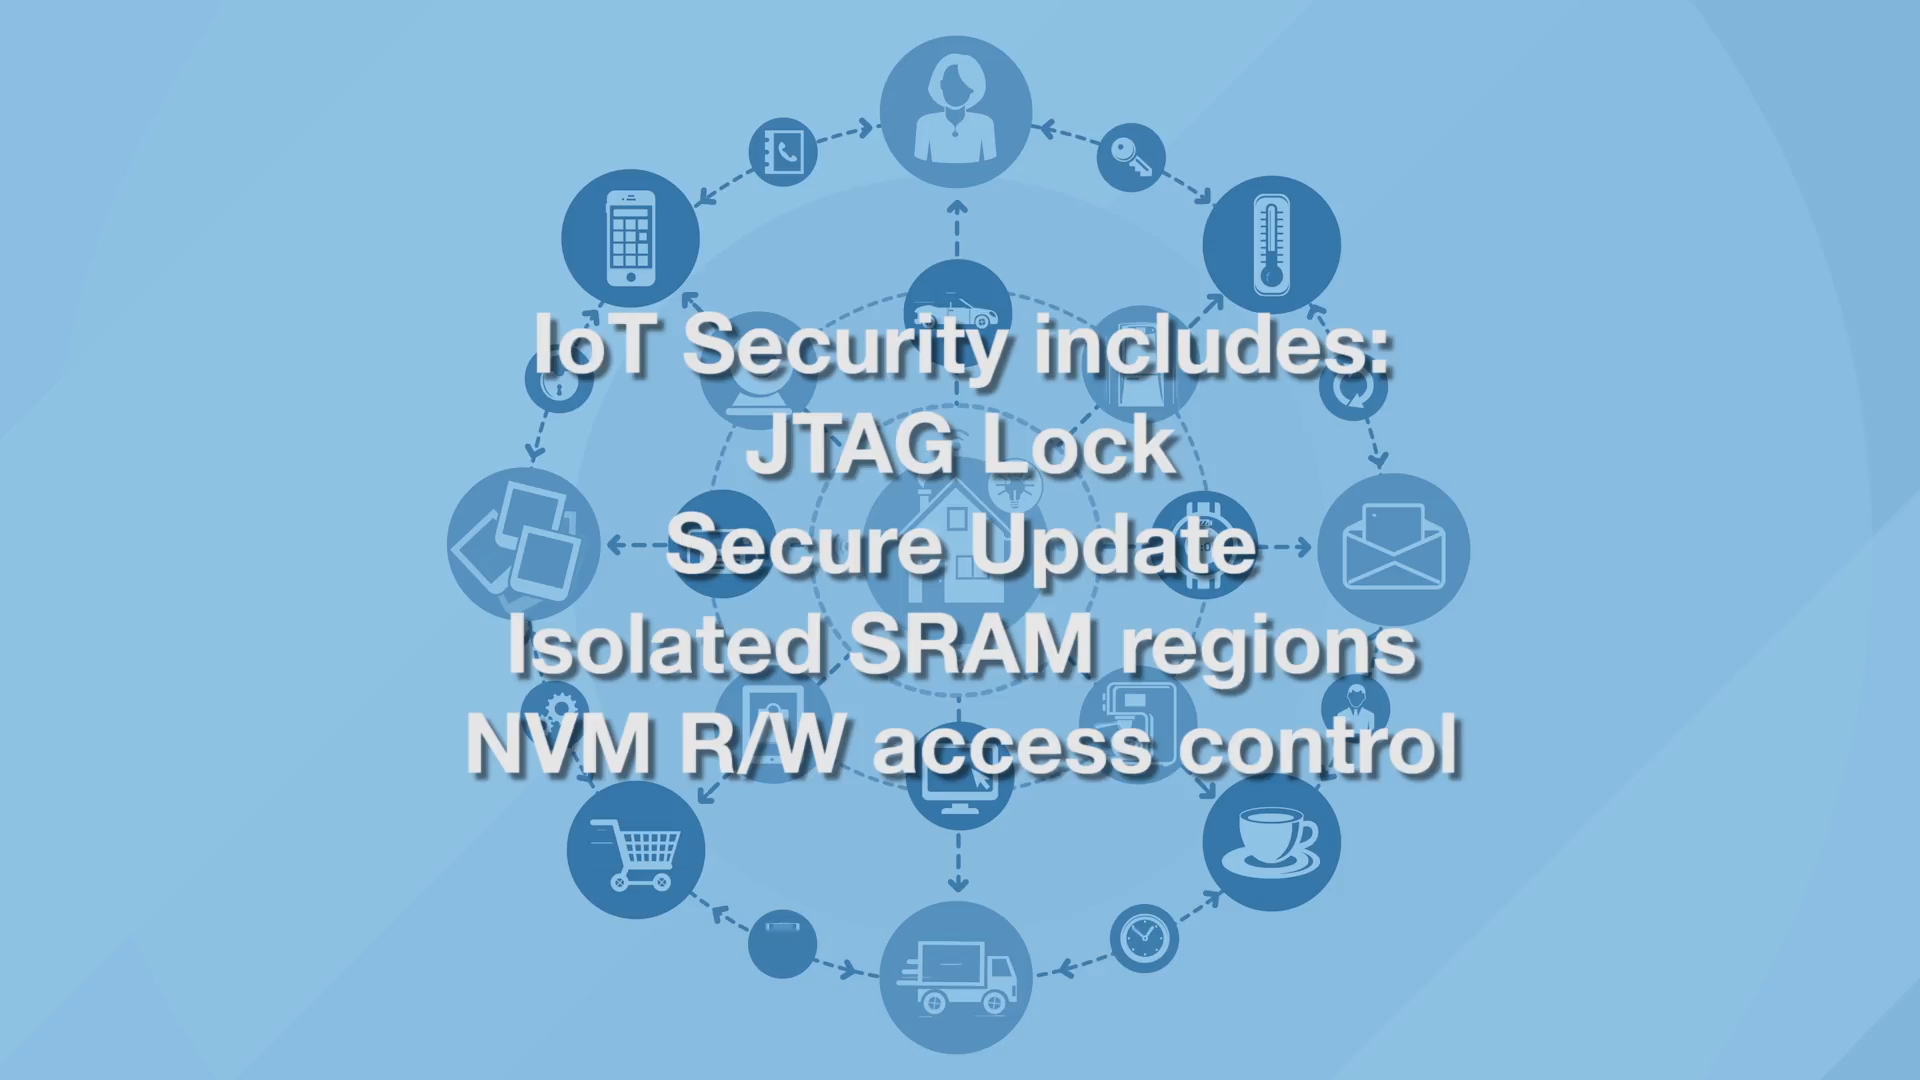 IoT Security includes:
JTAG Lock
Secure Update
Isolated SRAM regions
NVM R/W access control